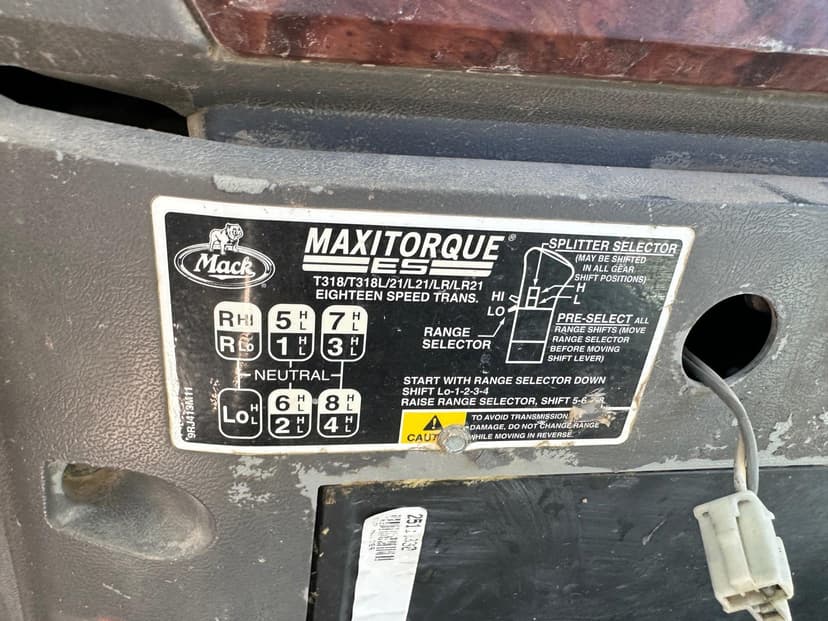 Mack
MAXITORQUE®
ES
T318/T318L/21/L21/LR/LR21
EIGHTEEN SPEED TRANS.
SPLITTER SELECTOR
(MAY BE SHIFTED
IN ALL GEAR
SHIFT POSITIONS)
H
L
HI
LO
RANGE
SELECTOR
PRE-SELECT ALL
RANGE SHIFTS (MOVE
RANGE SELECTOR
BEFORE MOVING
SHIFT LEVER)
R HI 5 H L 7 H L
R Lo 1 H L 3 H L
NEUTRAL
Lo H L 6 H L 8 H L
2 H L 4 H L
START WITH RANGE SELECTOR DOWN
SHIFT Lo-1-2-3-4
RAISE RANGE SELECTOR, SHIFT 5-6
TO AVOID TRANSMISSION
DAMAGE, DO NOT CHANGE RANGE
WHILE MOVING IN REVERSE.
9RJ413M11